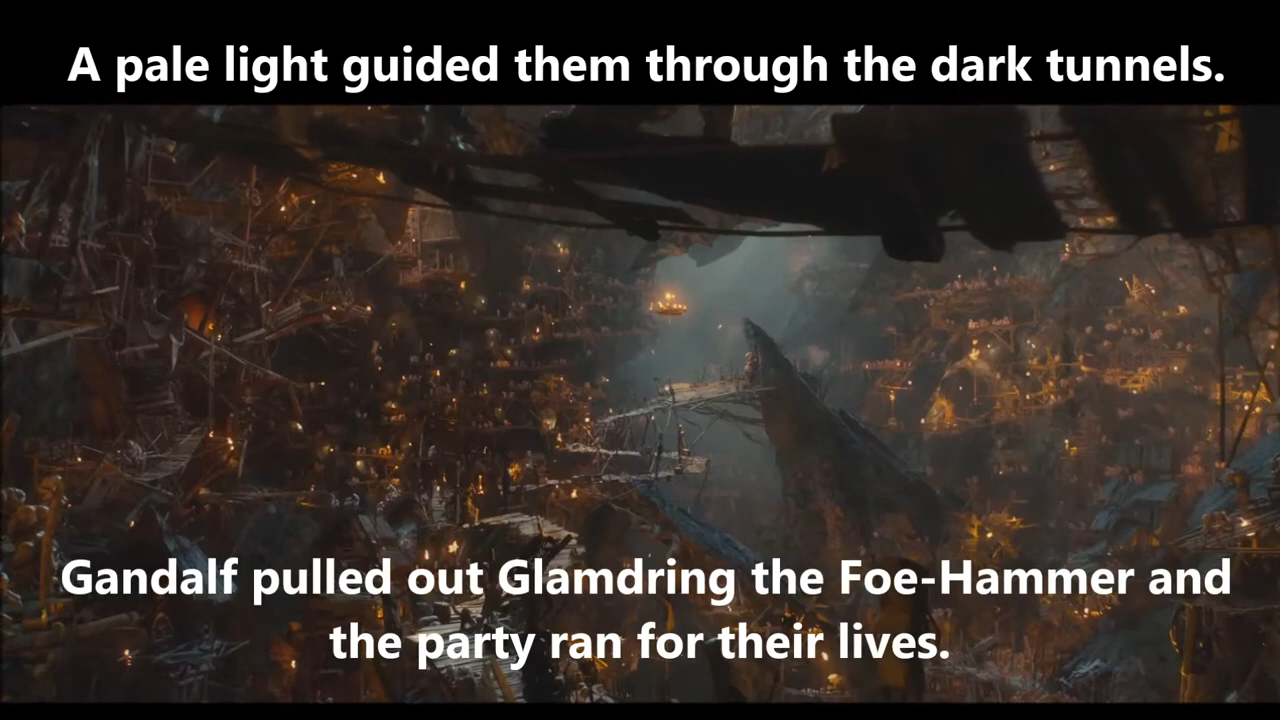 A pale light guided them through the dark tunnels.
Gandalf pulled out Glamdring the Foe-Hammer and
the party ran for their lives.